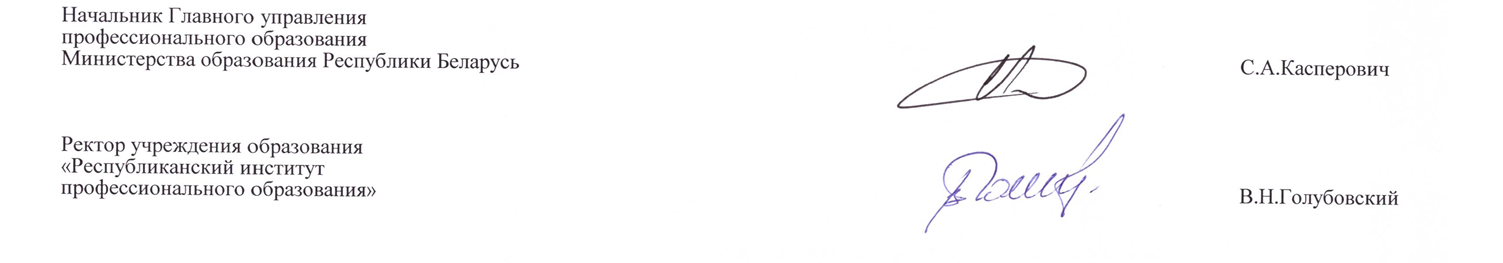 Начальник Главного управления
профессионального образования
Министерства образования Республики Беларусь
С.А.Касперович
Ректор учреждения образования
«Республиканский институт
профессионального образования»
В.Н.Голубовский